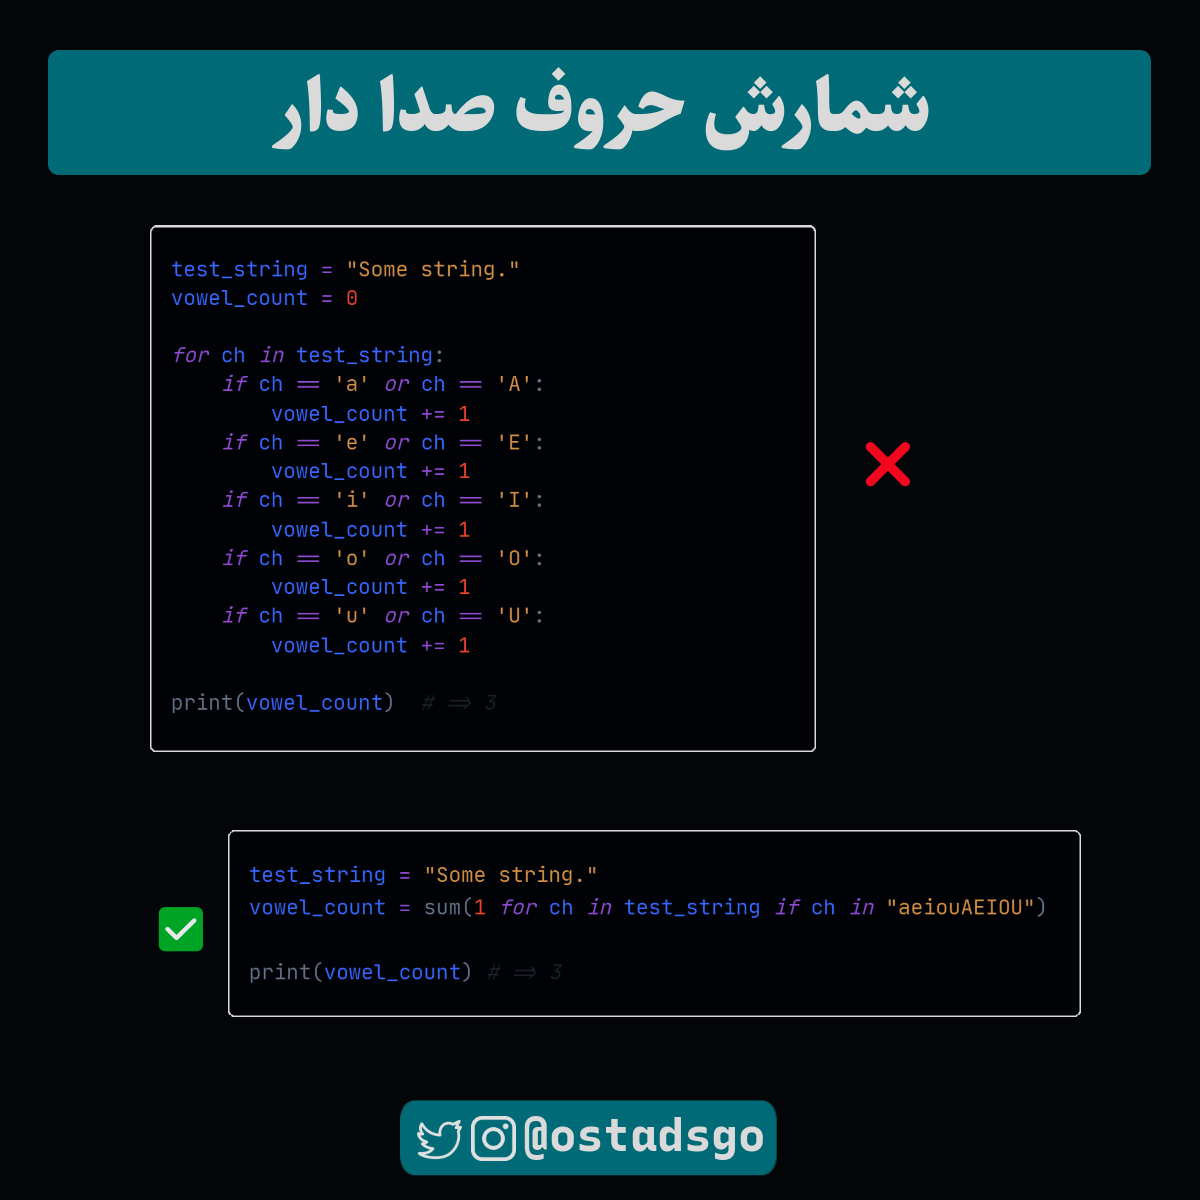 شمارش حروف صدا دار
test_string = "Some string."
vowel_count = 0
for ch in test_string:
    if ch == 'a' or ch == 'A':
        vowel_count += 1
    if ch == 'e' or ch == 'E':
        vowel_count += 1
    if ch == 'i' or ch == 'I':
        vowel_count += 1
    if ch == 'o' or ch == 'O':
        vowel_count += 1
    if ch == 'u' or ch == 'U':
        vowel_count += 1
print(vowel_count)  # => 3
test_string = "Some string."
vowel_count = sum(1 for ch in test_string if ch in "aeiouAEIOU")
print(vowel_count) # => 3
@ostadsgo